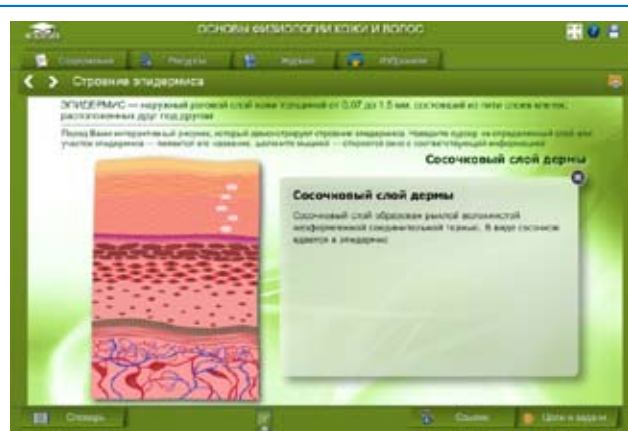 ОСНОВЫ ФИЗИОЛОГИИ КОЖИ И ВОЛОС
Содержание Ресурсы Журнал Избранное
Строение эпидермиса
ЭПИДЕРМИС — наружный роговой слой кожи толщиной от 0,07 до 1,5 мм, состоящий из пяти слоев клеток,
расположенных друг под другом
Перед Вами интерактивный рисунок, который демонстрирует строение эпидермиса. Наведите курсор на определенный слой или
участок эпидермиса — появится его название, щелкните мышкой — откроется окно с соответствующей информацией
Сосочковый слой дермы
Сосочковый слой дермы
Сосочковый слой образован рыхлой волокнистой
неоформленной соединительной тканью. В виде сосочков
вдается в эпидермис
Словарь Ссылки Цели и задачи